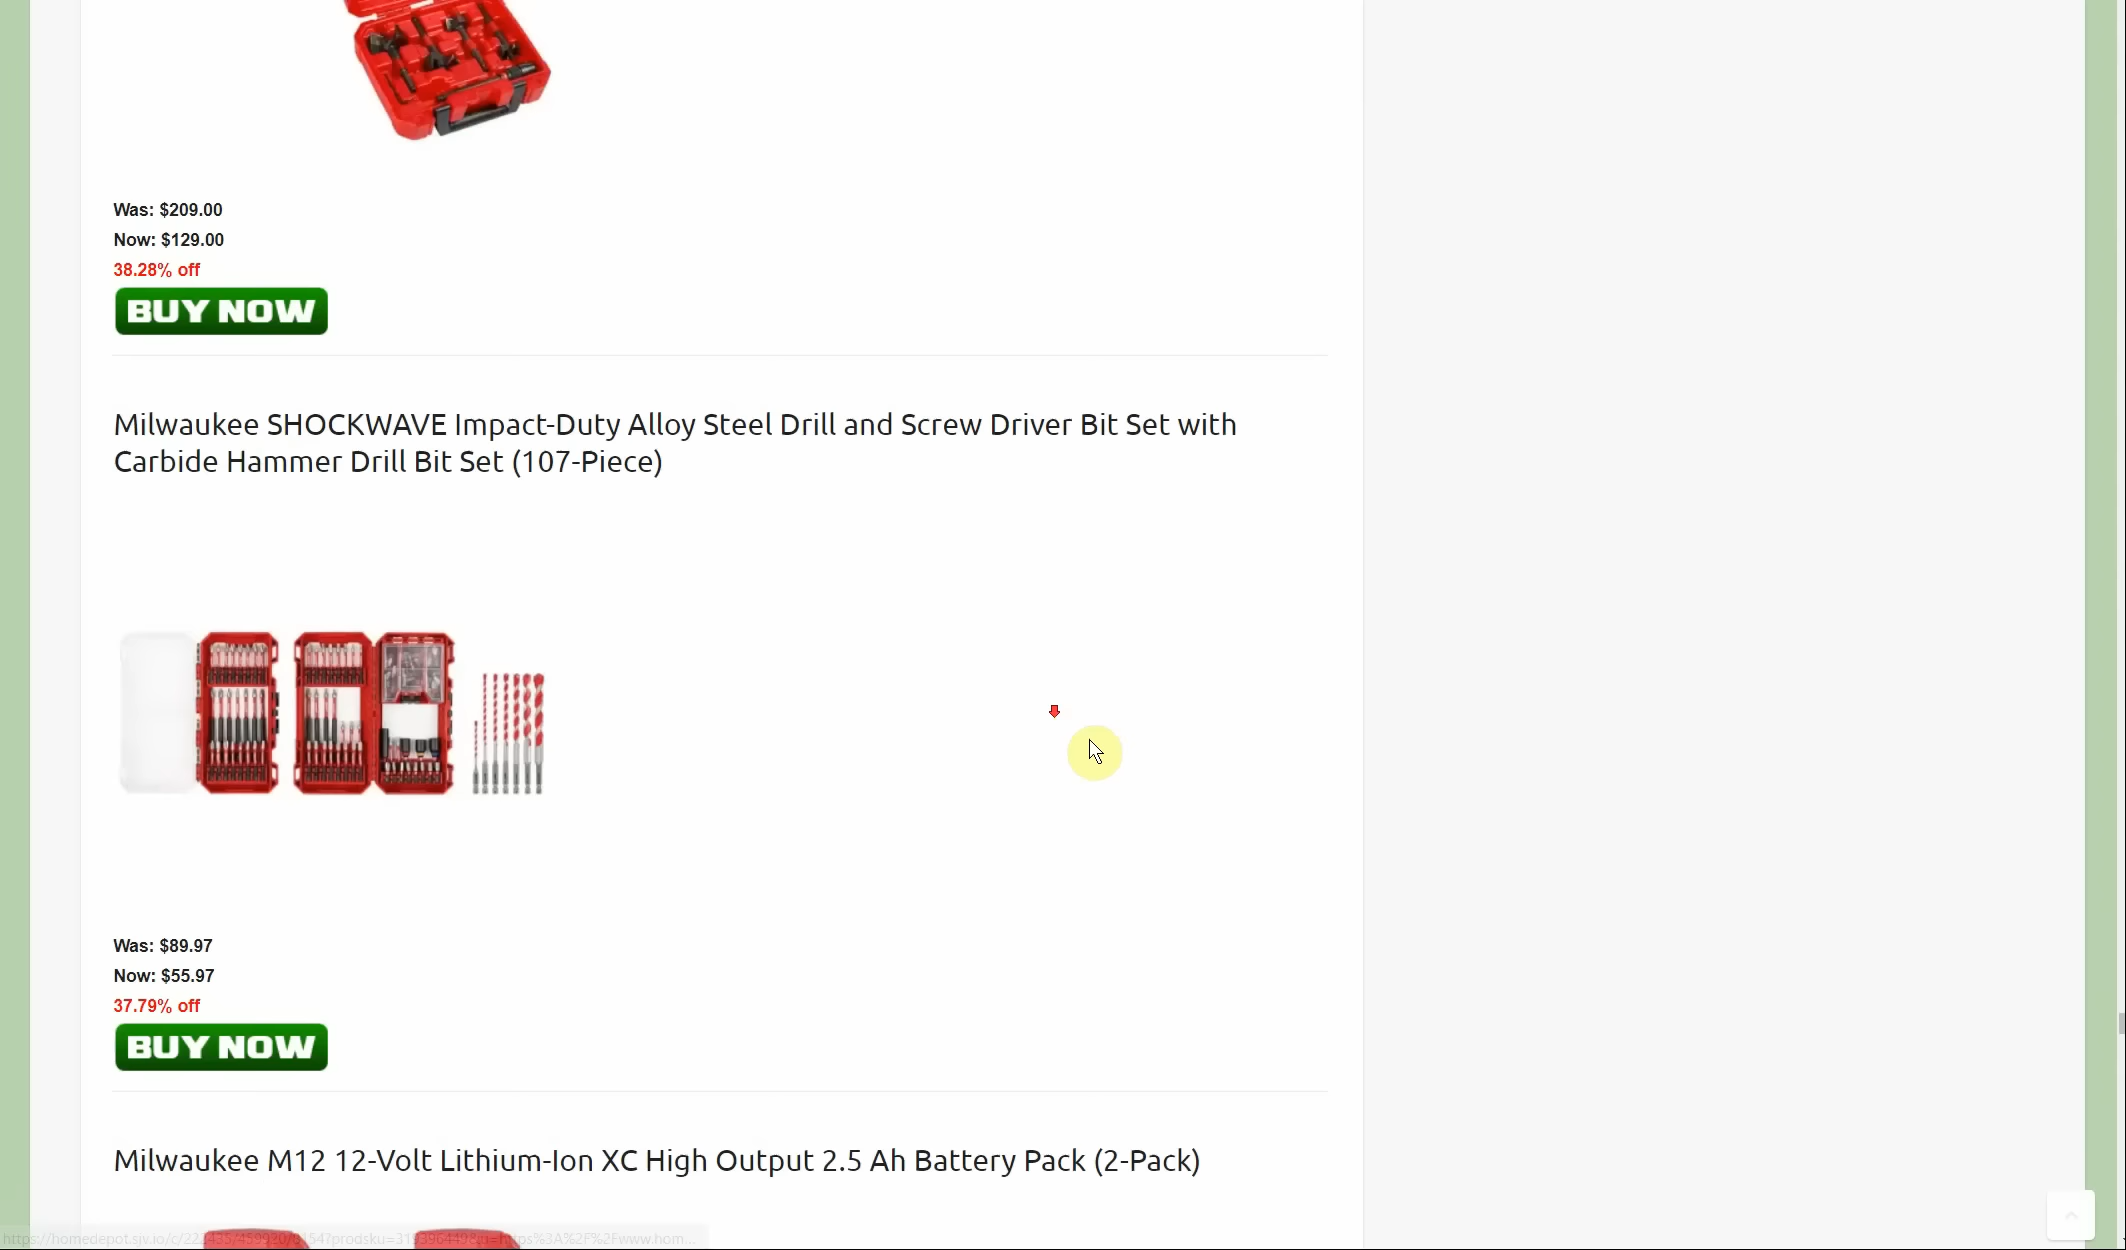 Was: $209.00
Now: $129.00
38.28% off
BUY NOW
Milwaukee SHOCKWAVE Impact-Duty Alloy Steel Drill and Screw Driver Bit Set with
Carbide Hammer Drill Bit Set (107-Piece)
Was: $89.97
Now: $55.97
37.79% off
BUY NOW
Milwaukee M12 12-Volt Lithium-Ion XC High Output 2.5 Ah Battery Pack (2-Pack)